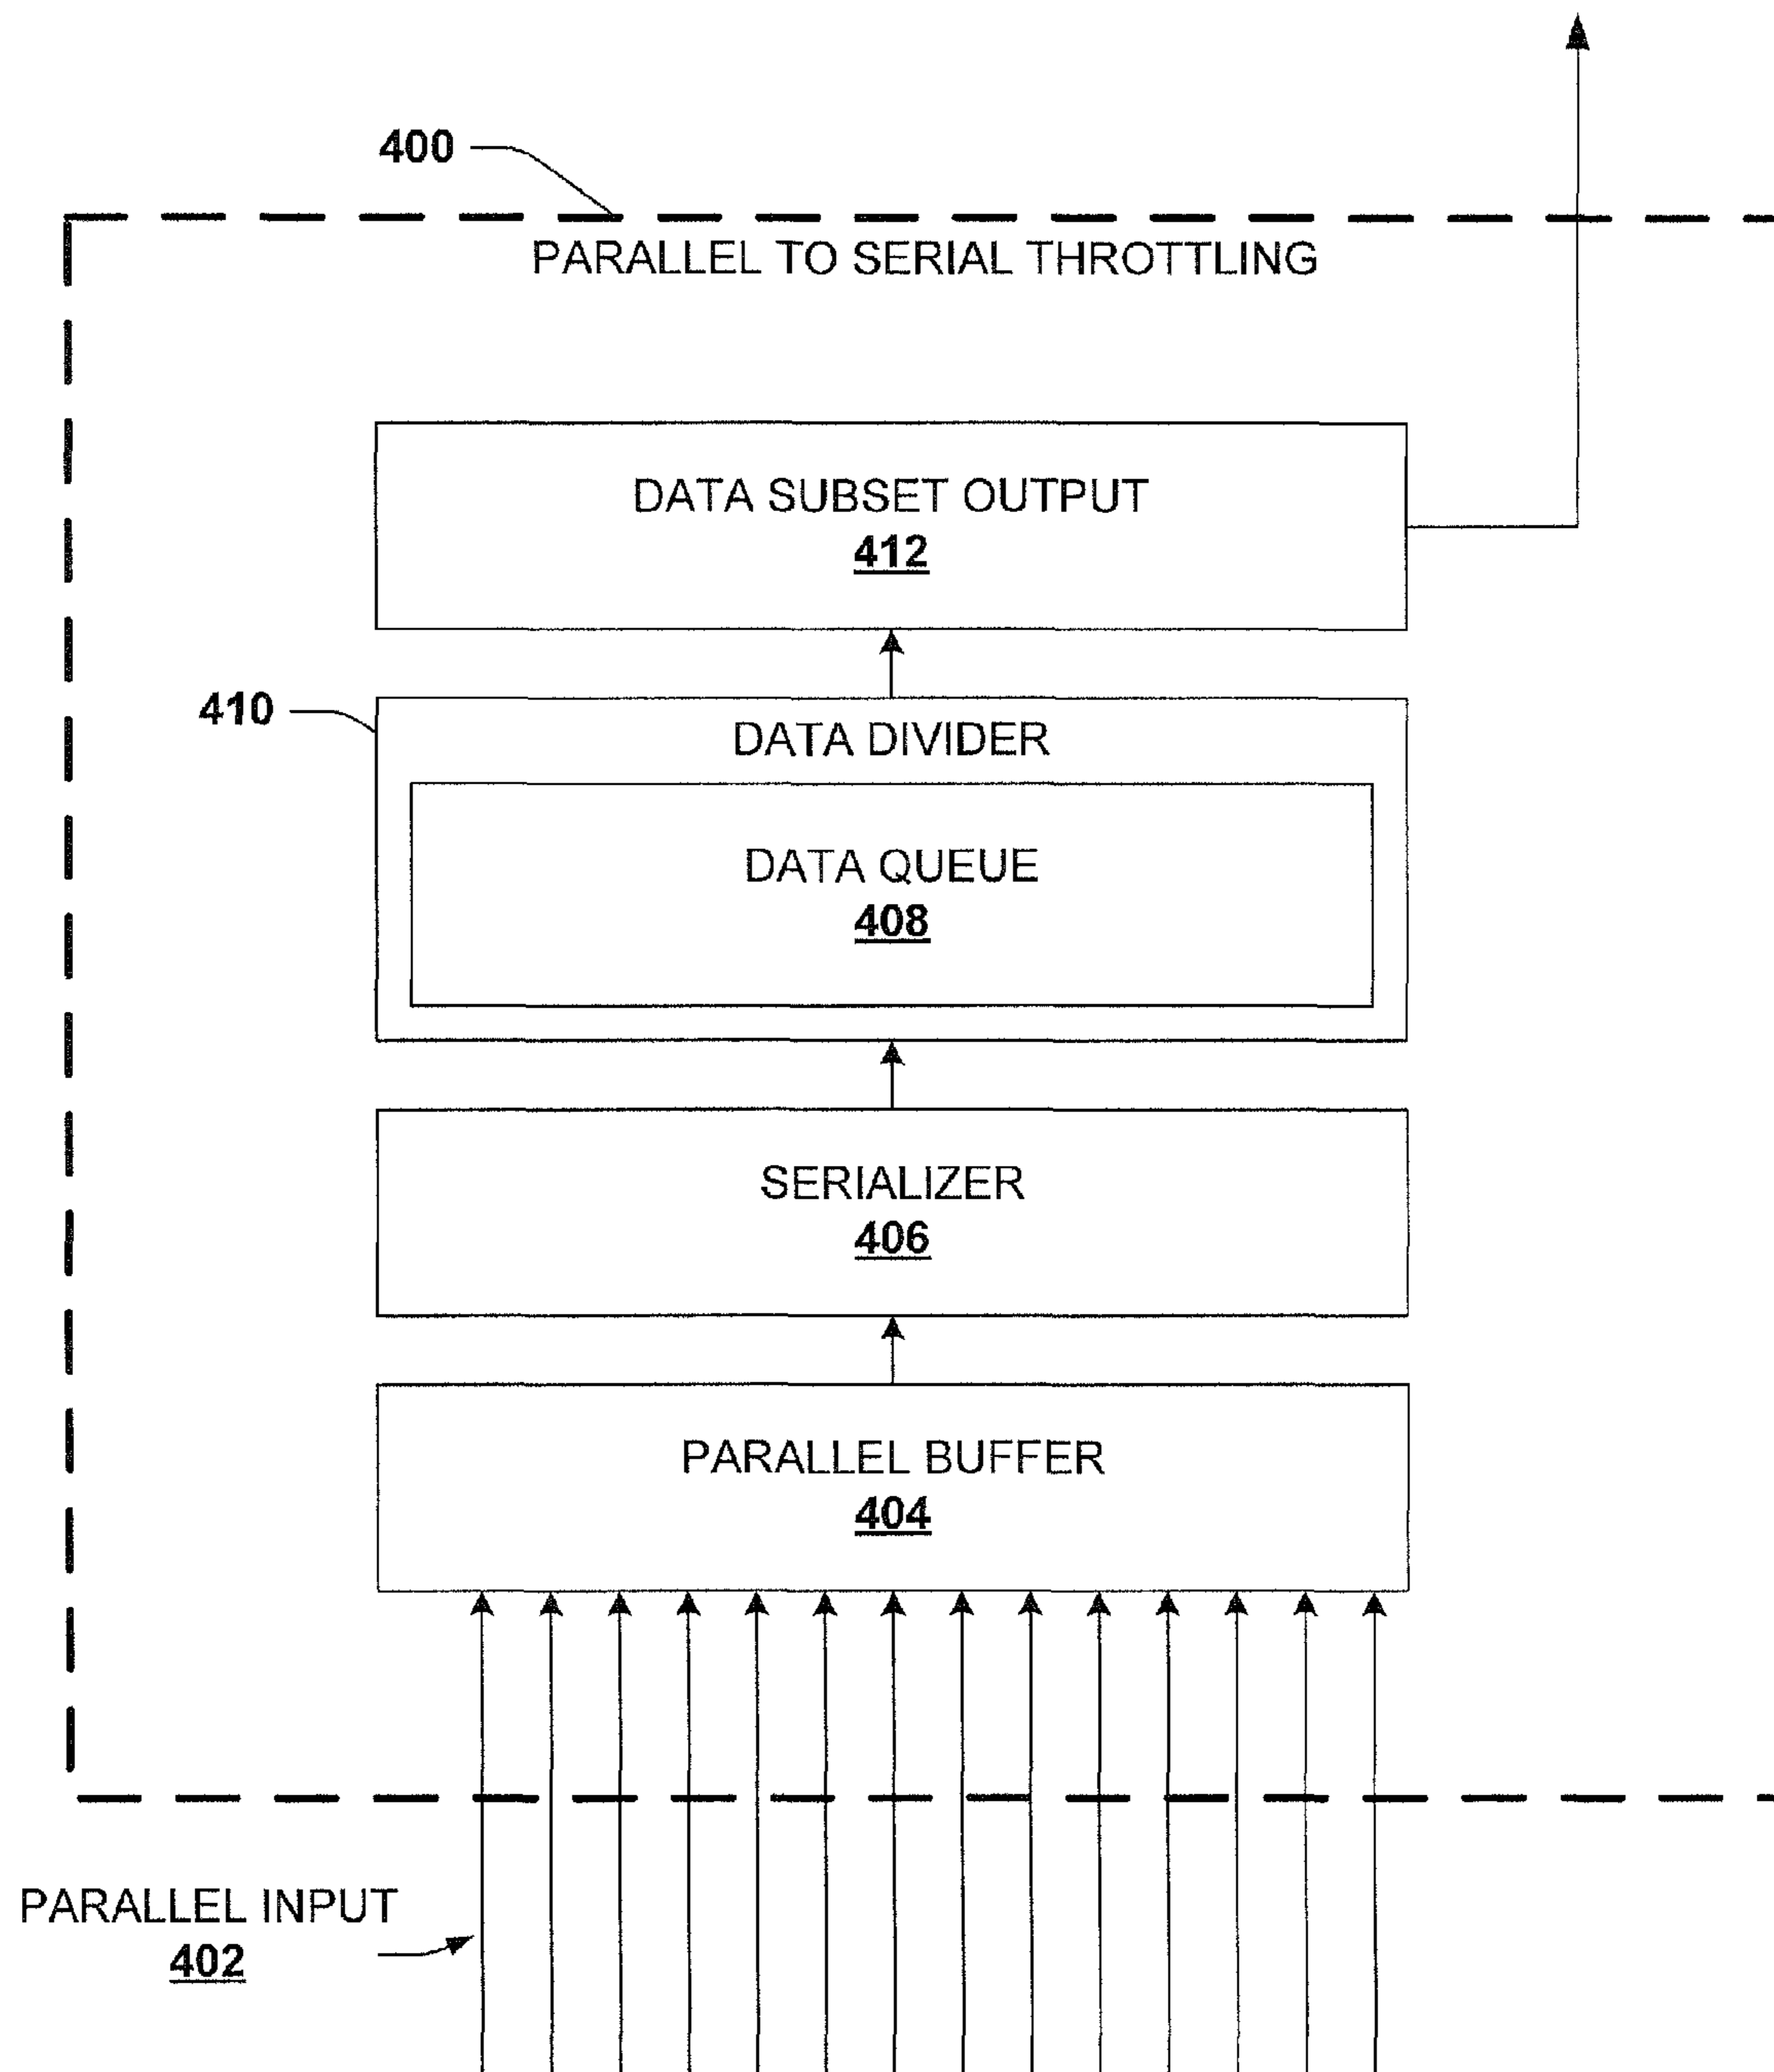 400
PARALLEL TO SERIAL THROTTLING
DATA SUBSET OUTPUT
412
410
DATA DIVIDER
DATA QUEUE
408
SERIALIZER
406
PARALLEL BUFFER
404
PARALLEL INPUT
402